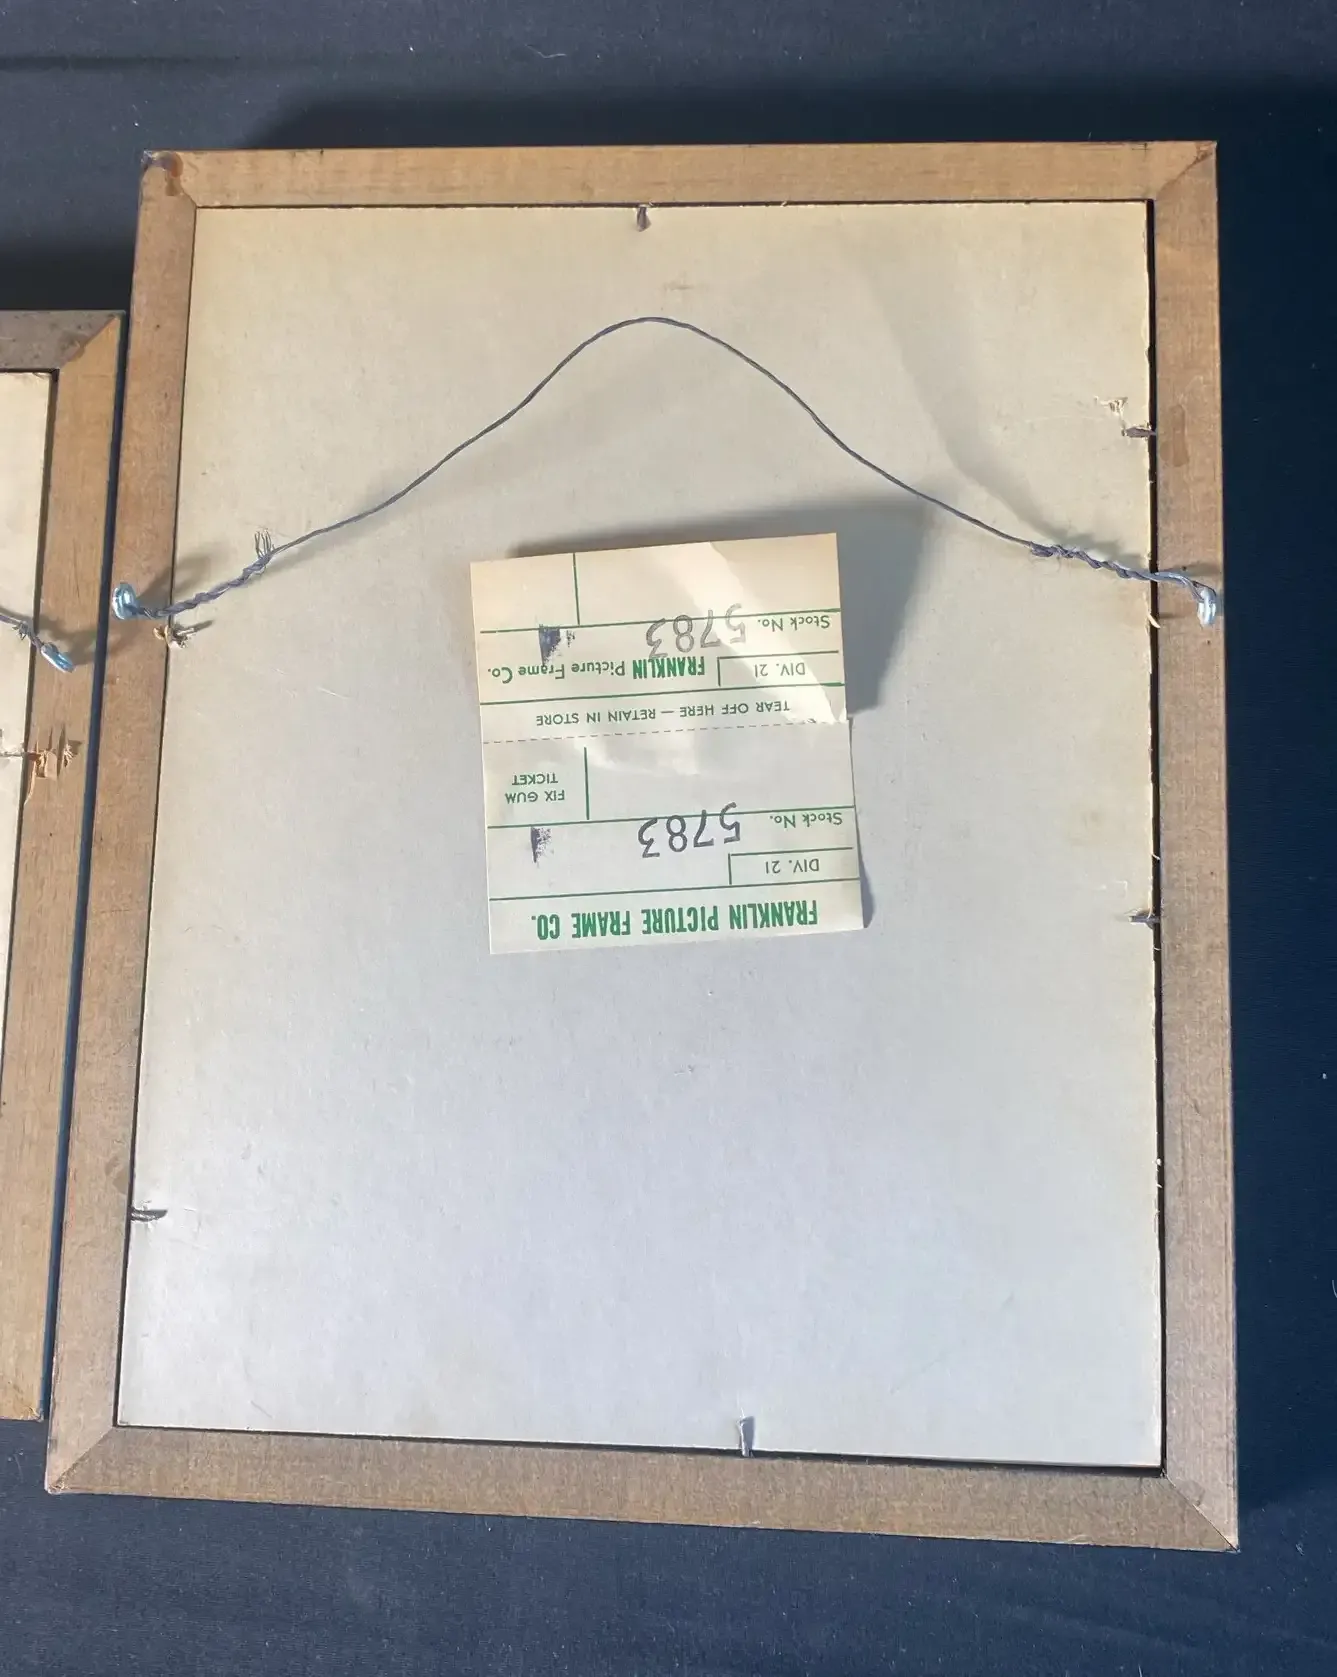 FRANKLIN PICTURE FRAME CO.
DIV. 21
Stock No. 5783
FIX GUM
TICKET
TEAR OFF HERE — RETAIN IN STORE
DIV. 21 FRANKLIN Picture Frame Co.
Stock No. 5783